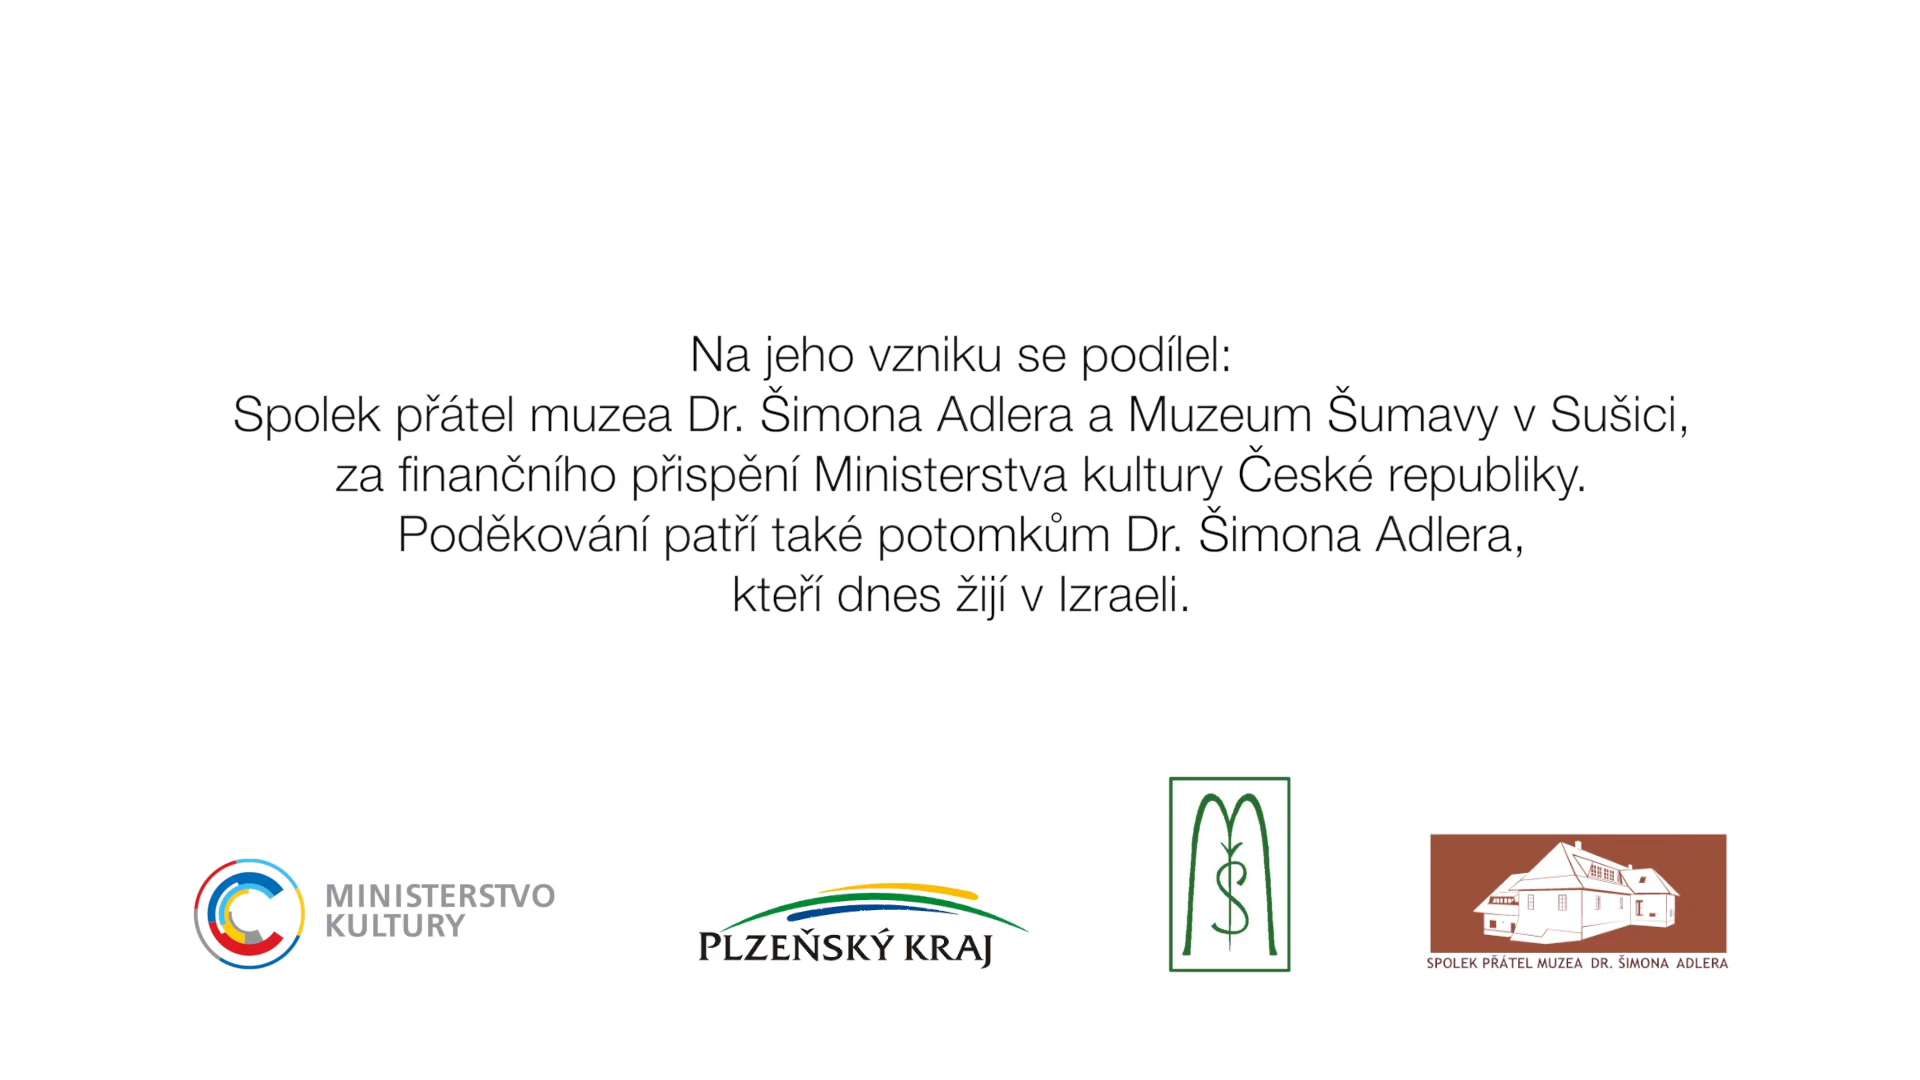 Na jeho vzniku se podílel:
Spolek přátel muzea Dr. Šimona Adlera a Muzeum Šumavy v Sušici,
za finančního přispění Ministerstva kultury České republiky.
Poděkování patří také potomkům Dr. Šimona Adlera,
kteří dnes žijí v Izraeli.
MINISTERSTVO
KULTURY
PLZEŇSKÝ KRAJ
MŠ
SPOLEK PŘÁTEL MUZEA DR. ŠIMONA ADLERA